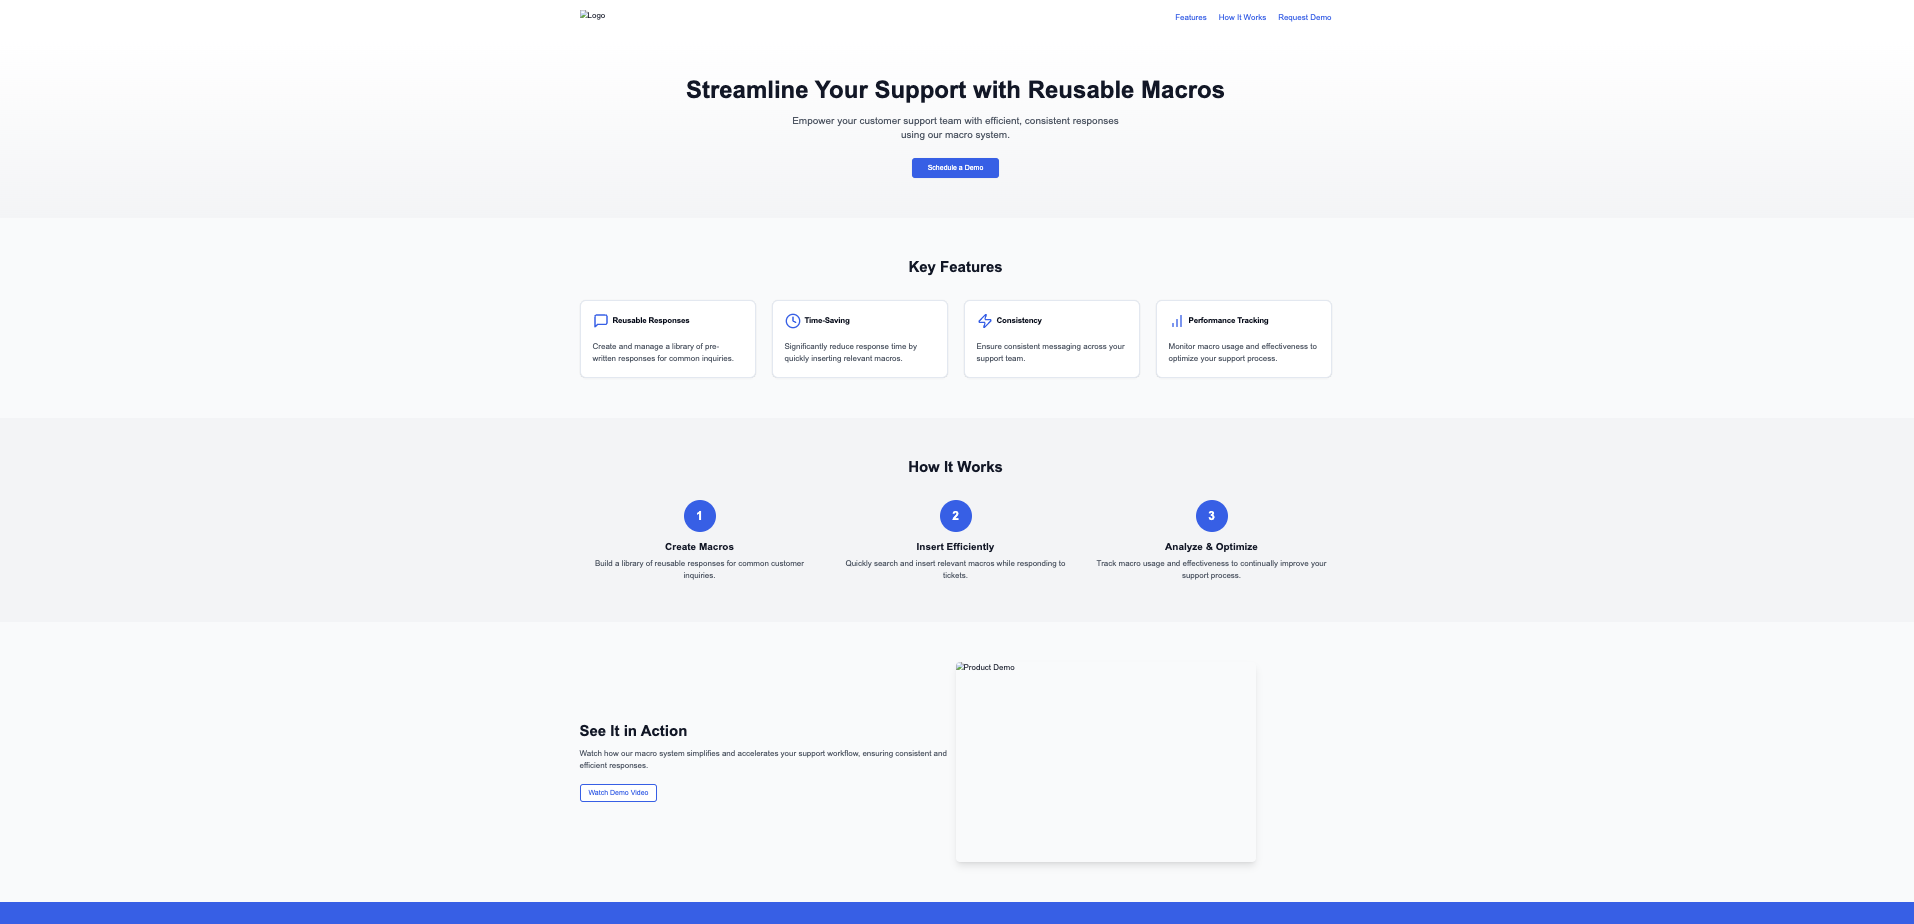 Logo
Features How It Works Request Demo
Streamline Your Support with Reusable Macros
Empower your customer support team with efficient, consistent responses
using our macro system.
Schedule a Demo
Key Features
Reusable Responses
Create and manage a library of pre-
written responses for common inquiries.
Time-Saving
Significantly reduce response time by
quickly inserting relevant macros.
Consistency
Ensure consistent messaging across your
support team.
Performance Tracking
Monitor macro usage and effectiveness to
optimize your support process.
How It Works
1
Create Macros
Build a library of reusable responses for common customer
inquiries.
2
Insert Efficiently
Quickly search and insert relevant macros while responding to
tickets.
3
Analyze & Optimize
Track macro usage and effectiveness to continually improve your
support process.
See It in Action
Watch how our macro system simplifies and accelerates your support workflow, ensuring consistent and
efficient responses.
Watch Demo Video
Product Demo